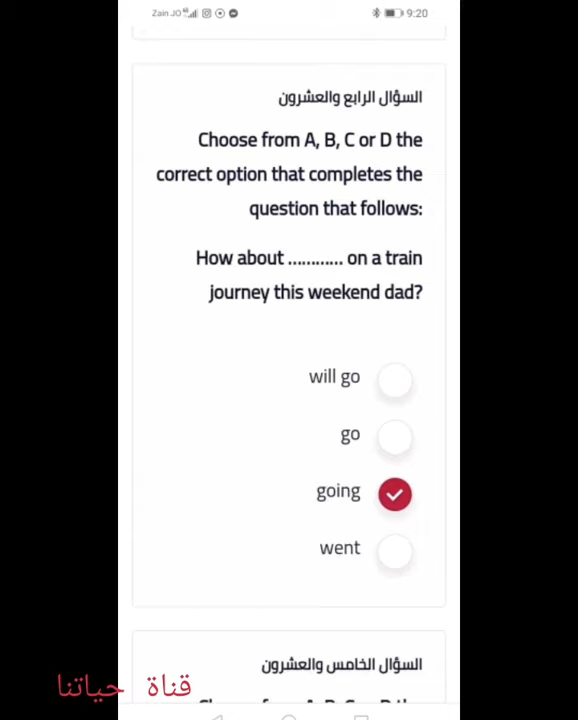 Zain JO 9:20
السؤال الرابع والعشرون
Choose from A, B, C or D the
correct option that completes the
question that follows:
How about ............ on a train
journey this weekend dad?
will go
go
going
went
السؤال الخامس والعشرون
قناة حياتنا